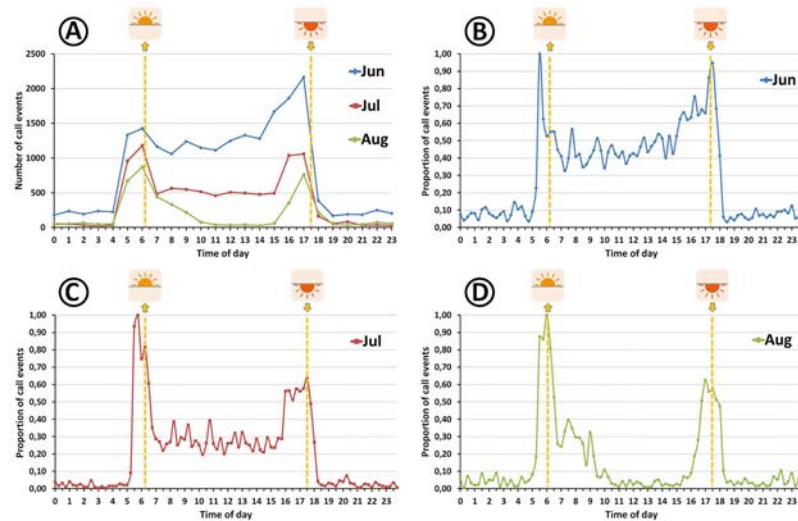 A
Number of call events
2500
2000
1500
1000
500
0
Jun
Jul
Aug
0 1 2 3 4 5 6 7 8 9 10 11 12 13 14 15 16 17 18 19 20 21 22 23
Time of day
B
Proportion of call events
1,00
0,90
0,80
0,70
0,60
0,50
0,40
0,30
0,20
0,10
0,00
Jun
0 1 2 3 4 5 6 7 8 9 10 11 12 13 14 15 16 17 18 19 20 21 22 23
Time of day
C
Proportion of call events
1,00
0,90
0,80
0,70
0,60
0,50
0,40
0,30
0,20
0,10
0,00
Jul
0 1 2 3 4 5 6 7 8 9 10 11 12 13 14 15 16 17 18 19 20 21 22 23
Time of day
D
Proportion of call events
1,00
0,90
0,80
0,70
0,60
0,50
0,40
0,30
0,20
0,10
0,00
Aug
0 1 2 3 4 5 6 7 8 9 10 11 12 13 14 15 16 17 18 19 20 21 22 23
Time of day